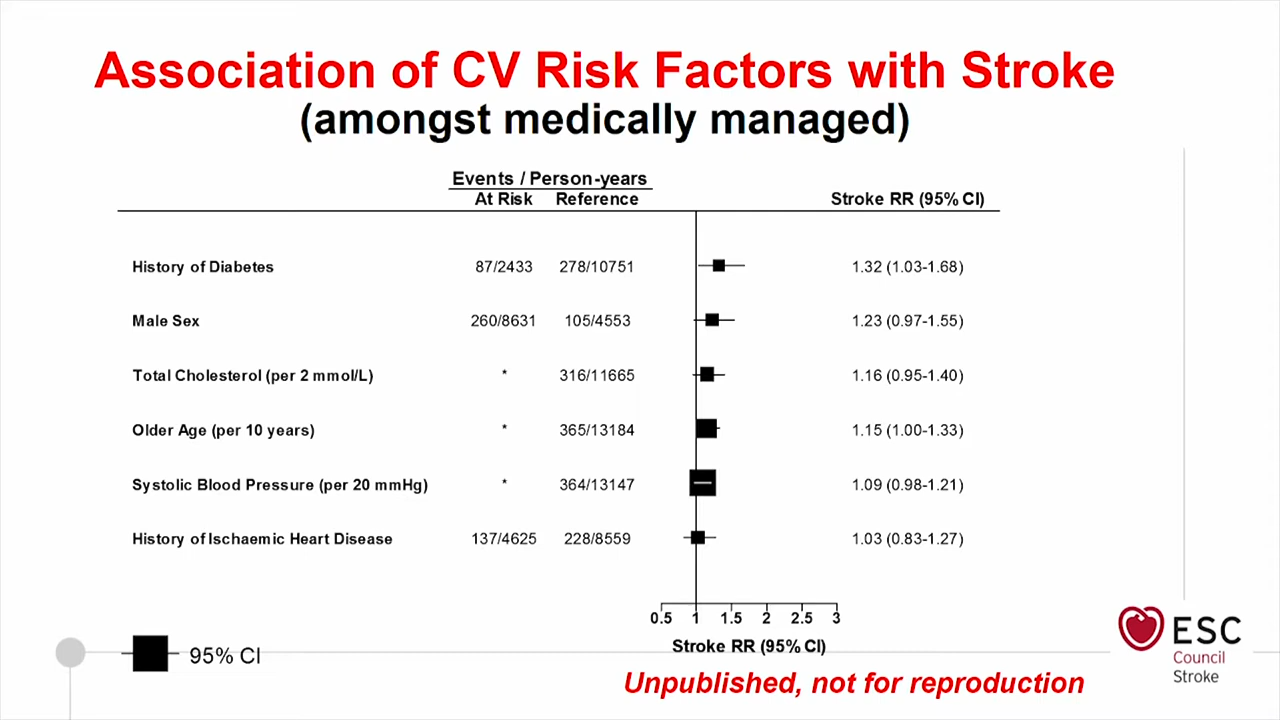 Association of CV Risk Factors with Stroke
(amongst medically managed)
Events / Person-years
At Risk Reference Stroke RR (95% CI)
History of Diabetes 87/2433 278/10751 1.32 (1.03-1.68)
Male Sex 260/8631 105/4553 1.23 (0.97-1.55)
Total Cholesterol (per 2 mmol/L) * 316/11665 1.16 (0.95-1.40)
Older Age (per 10 years) * 365/13184 1.15 (1.00-1.33)
Systolic Blood Pressure (per 20 mmHg) * 364/13147 1.09 (0.98-1.21)
History of Ischaemic Heart Disease 137/4625 228/8559 1.03 (0.83-1.27)
0.5 1 1.5 2 2.5 3
Stroke RR (95% CI)
95% CI
Unpublished, not for reproduction
ESC
Council
Stroke